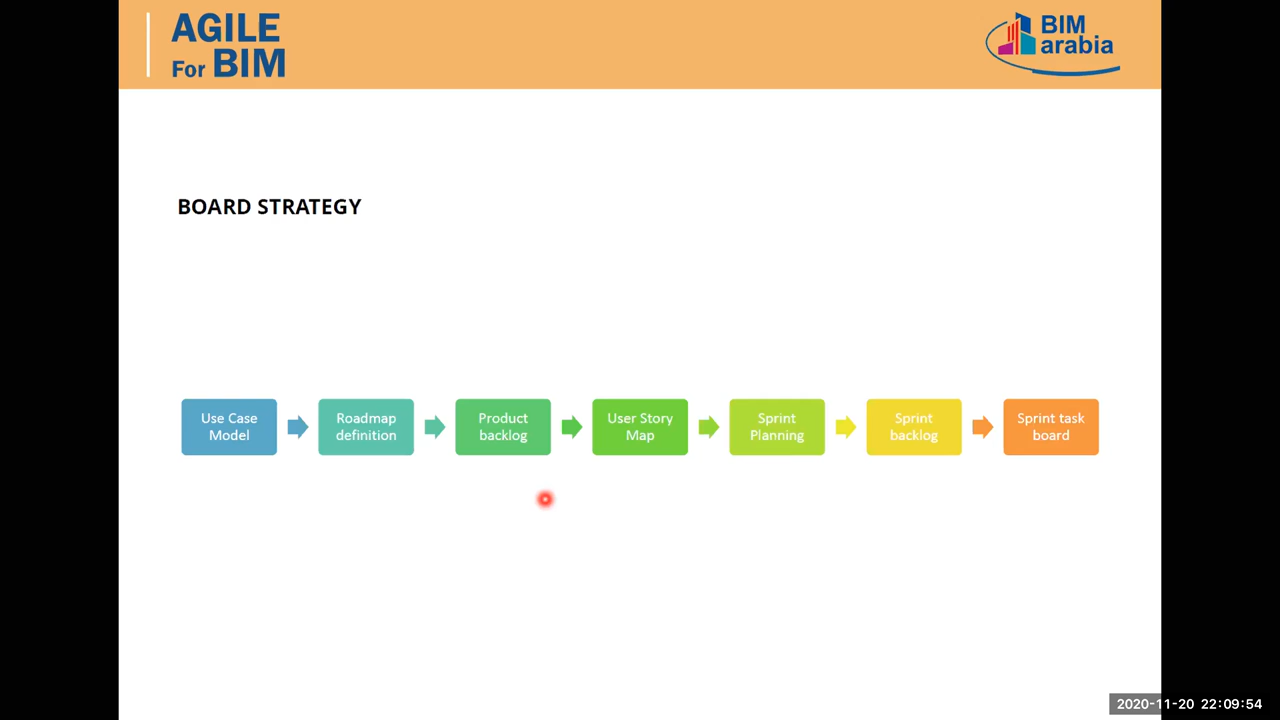 AGILE
For BIM
BIM
arabia
BOARD STRATEGY
Use Case
Model
Roadmap
definition
Product
backlog
User Story
Map
Sprint
Planning
Sprint
backlog
Sprint task
board
2020-11-20 22:09:54